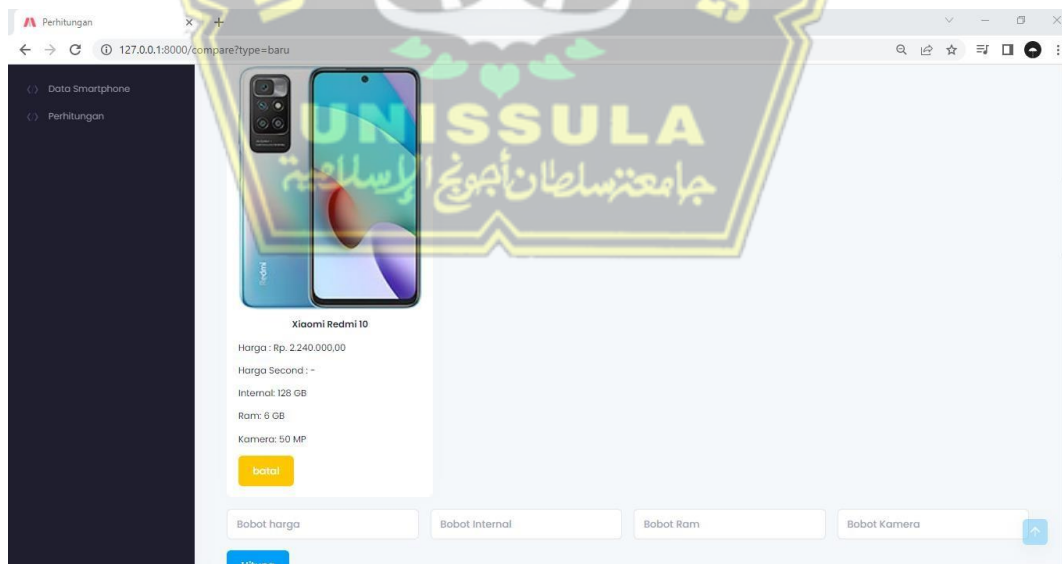 Perhitungan
127.0.0.1:8000/compare?type=baru
Data Smartphone
Perhitungan
UNISSULA
جامعتنسلطان أجونج الإسلامية
Redmi
Xiaomi Redmi 10
Harga : Rp. 2.240.000,00
Harga Second : -
Internal: 128 GB
Ram: 6 GB
Kamera: 50 MP
batal
Bobot harga
Bobot Internal
Bobot Ram
Bobot Kamera